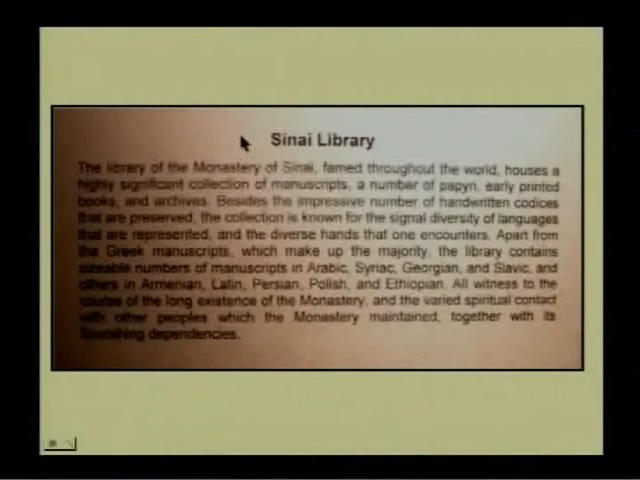 Sinai Library
The library of the Monastery of Sinai, famed throughout the world, houses a
highly significant collection of manuscripts, a number of papyri, early printed
books, and archives. Besides the impressive number of handwritten codices
that are preserved, the collection is known for the signal diversity of languages
that are represented, and the diverse hands that one encounters. Apart from
the Greek manuscripts, which make up the majority, the library contains
sizeable numbers of manuscripts in Arabic, Syriac, Georgian, and Slavic, and
others in Armenian, Latin, Persian, Polish, and Ethiopian. All witness to the
course of the long existence of the Monastery, and the varied spiritual contact
with other peoples which the Monastery maintained, together with its
flourishing dependencies.